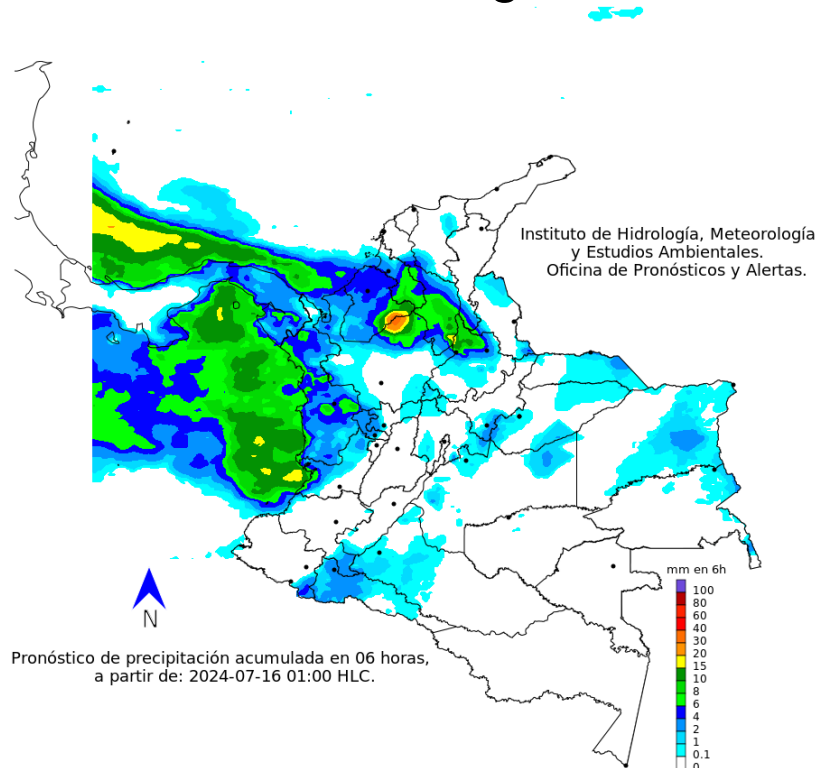 Instituto de Hidrología, Meteorología
y Estudios Ambientales.
Oficina de Pronósticos y Alertas.
mm en 6h
100
80
60
40
30
20
15
10
8
6
4
2
1
0.1
0
N
Pronóstico de precipitación acumulada en 06 horas,
a partir de: 2024-07-16 01:00 HLC.